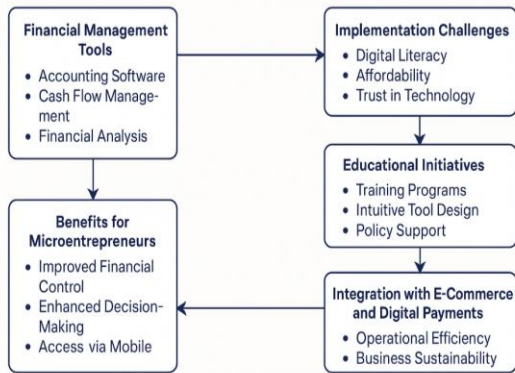 Financial Management
Tools
• Accounting Software
• Cash Flow Manage-
ment
• Financial Analysis
Implementation Challenges
• Digital Literacy
• Affordability
• Trust in Technology
Educational Initiatives
• Training Programs
• Intuitive Tool Design
• Policy Support
Benefits for
Microentrepreneurs
• Improved Financial
Control
• Enhanced Decision-
Making
• Access via Mobile
Integration with E-Commerce
and Digital Payments
• Operational Efficiency
• Business Sustainability